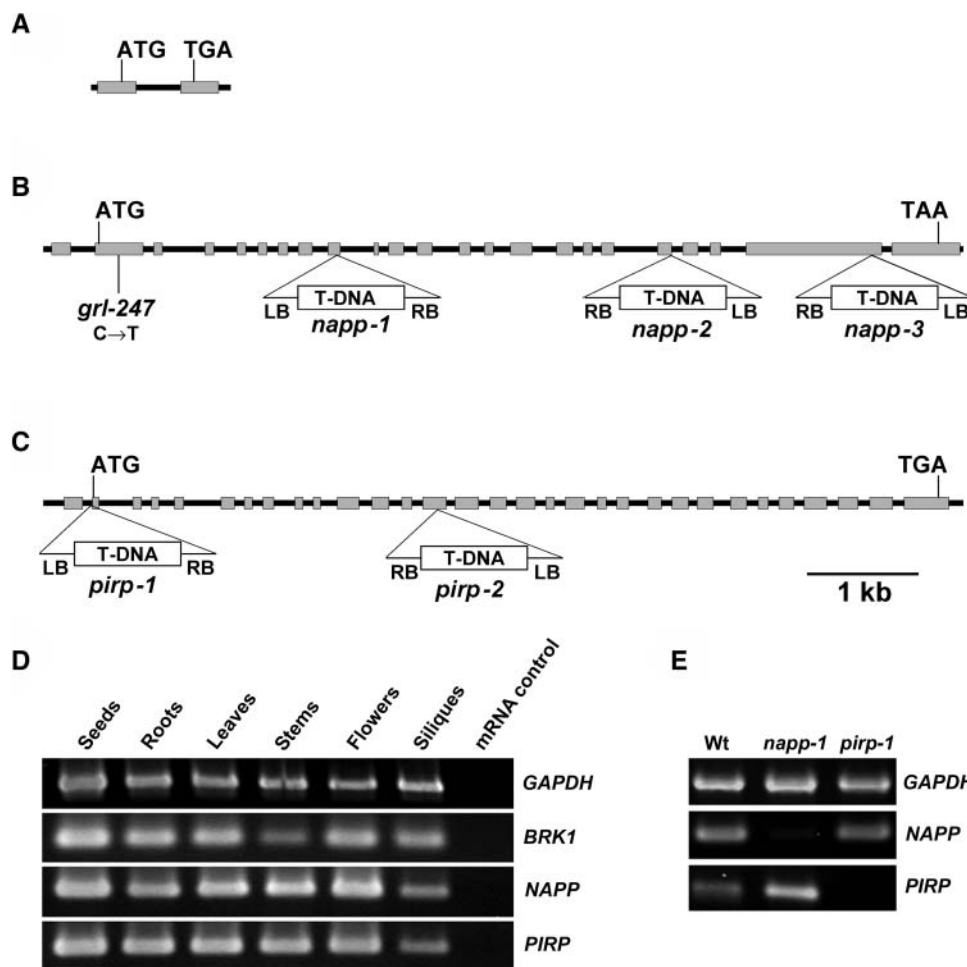 A
ATG TGA
B
ATG TAA
grl-247
C→T
LB T-DNA RB
napp-1
RB T-DNA LB
napp-2
RB T-DNA LB
napp-3
C
ATG TGA
LB T-DNA RB
pirp-1
RB T-DNA LB
pirp-2
1 kb
D
Seeds Roots Leaves Stems Flowers Siliques mRNA control
GAPDH
BRK1
NAPP
PIRP
E
Wt napp-1 pirp-1
GAPDH
NAPP
PIRP